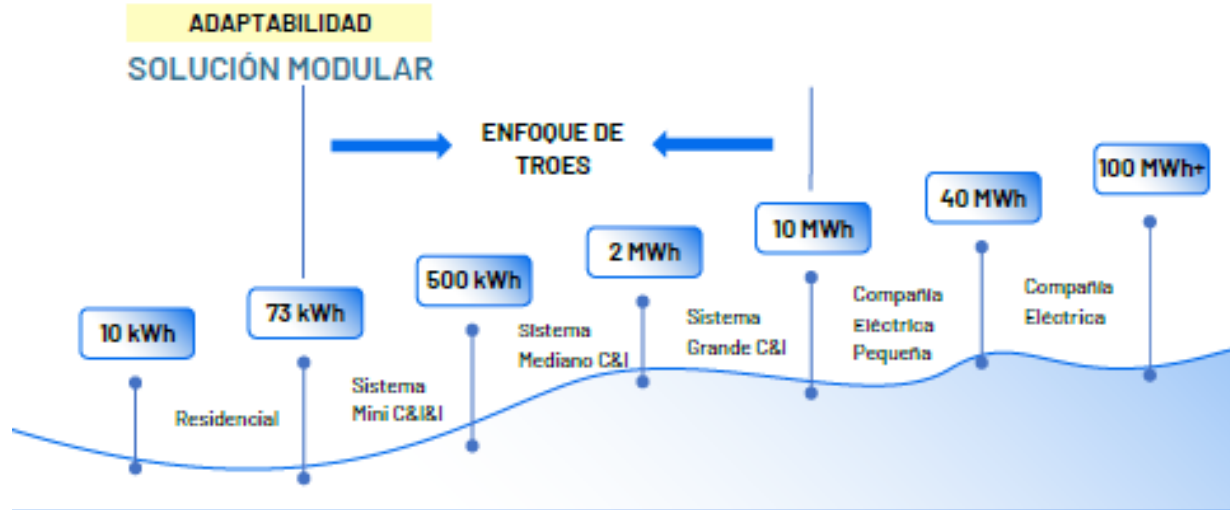 ADAPTABILIDAD
SOLUCIÓN MODULAR
ENFOQUE DE
TROES
10 kWh
73 kWh
500 kWh
2 MWh
10 MWh
40 MWh
100 MWh+
Residencial
Sistema
Mini C&I&I
Sistema
Mediano C&I
Sistema
Grande C&I
Compañía
Eléctrica
Pequeña
Compañía
Eléctrica